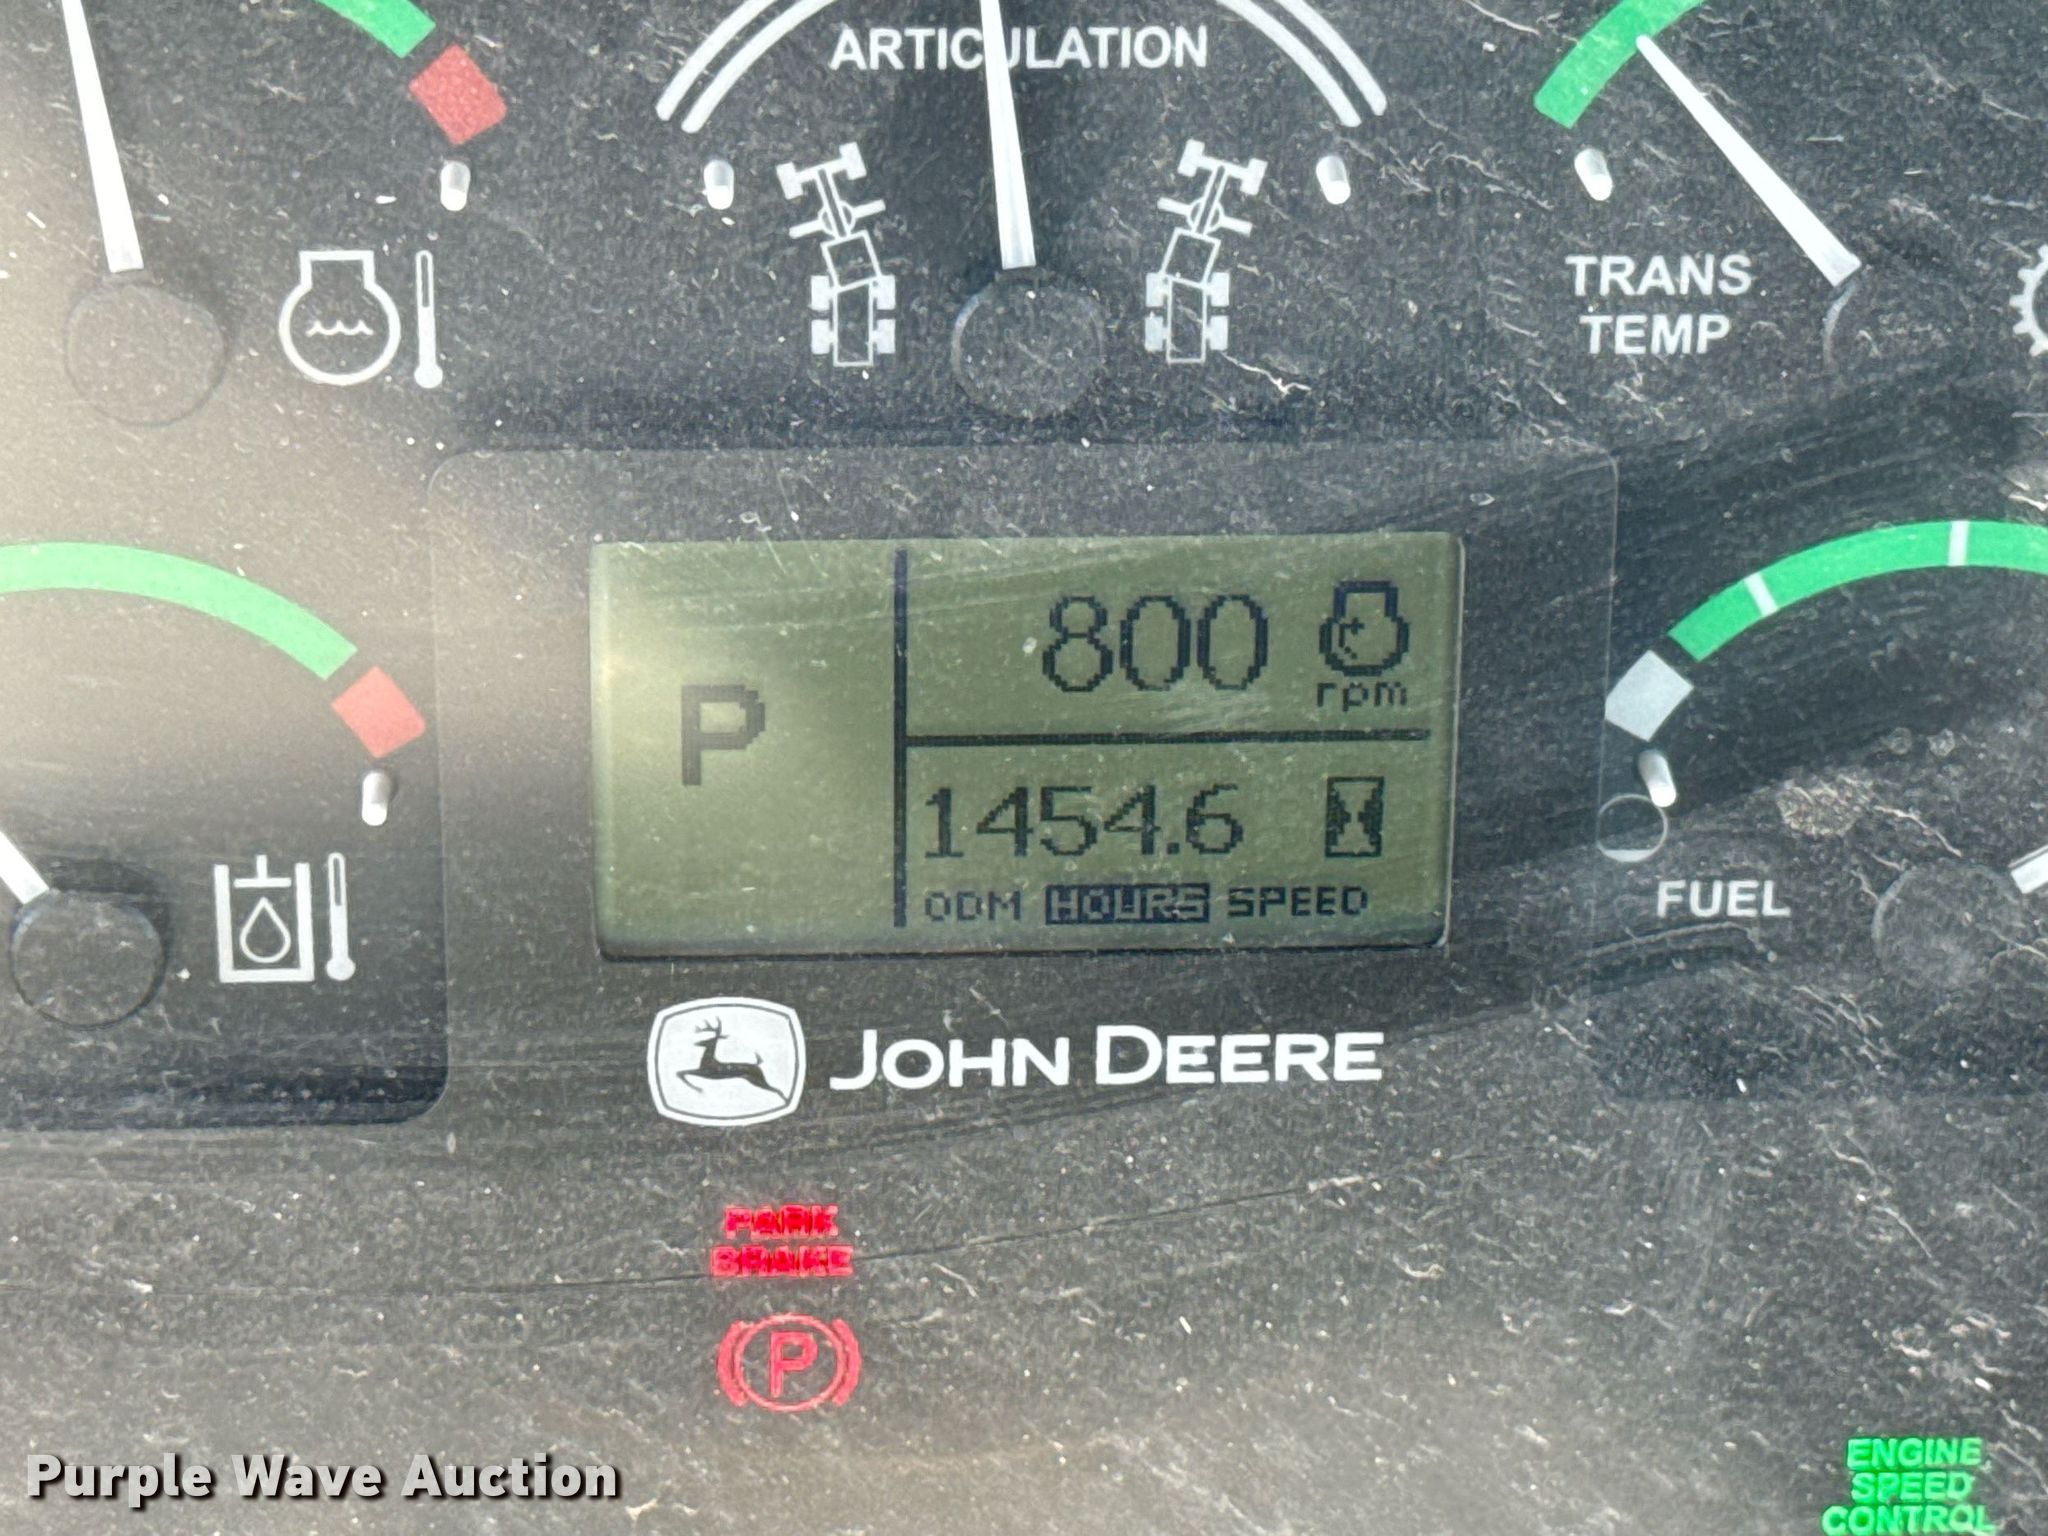 ARTICULATION
TRANS
TEMP
P
800
rpm
1454.6
ODM HOURS SPEED
FUEL
JOHN DEERE
PARK
BRAKE
P
Purple Wave Auction
ENGINE
SPEED
CONTROL